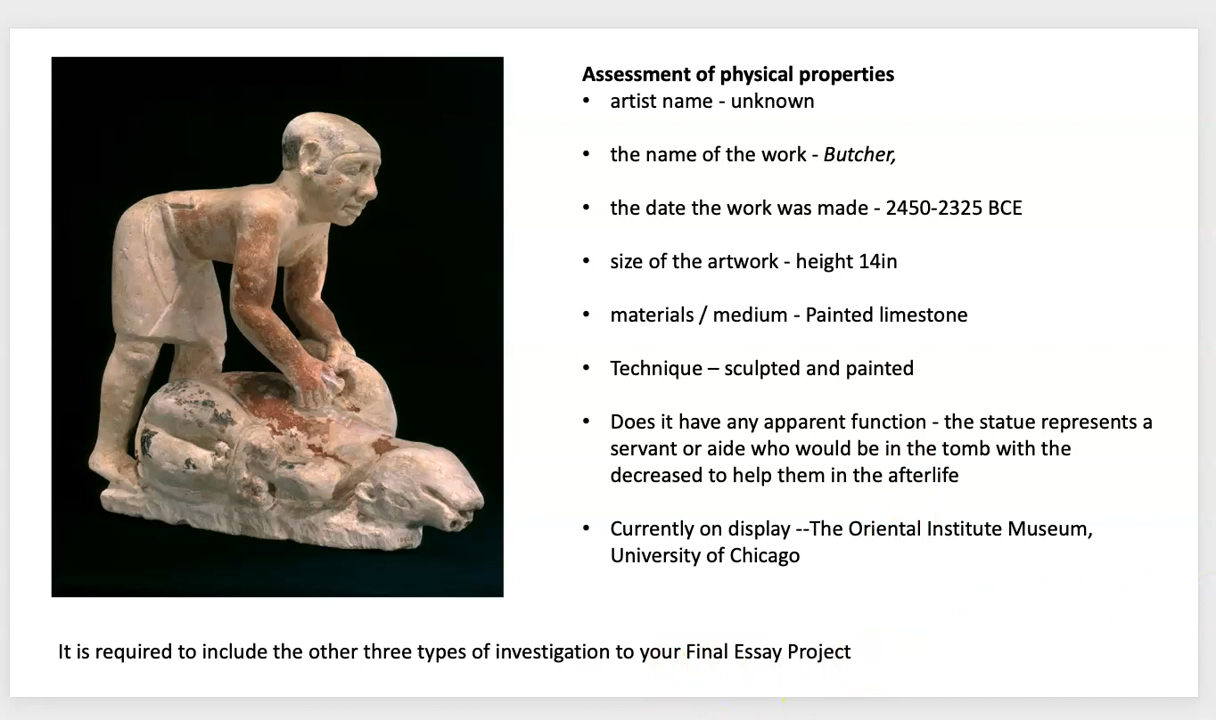 Assessment of physical properties
• artist name - unknown
• the name of the work - Butcher,
• the date the work was made - 2450-2325 BCE
• size of the artwork - height 14in
• materials / medium - Painted limestone
• Technique – sculpted and painted
• Does it have any apparent function - the statue represents a
servant or aide who would be in the tomb with the
decreased to help them in the afterlife
• Currently on display --The Oriental Institute Museum,
University of Chicago
It is required to include the other three types of investigation to your Final Essay Project